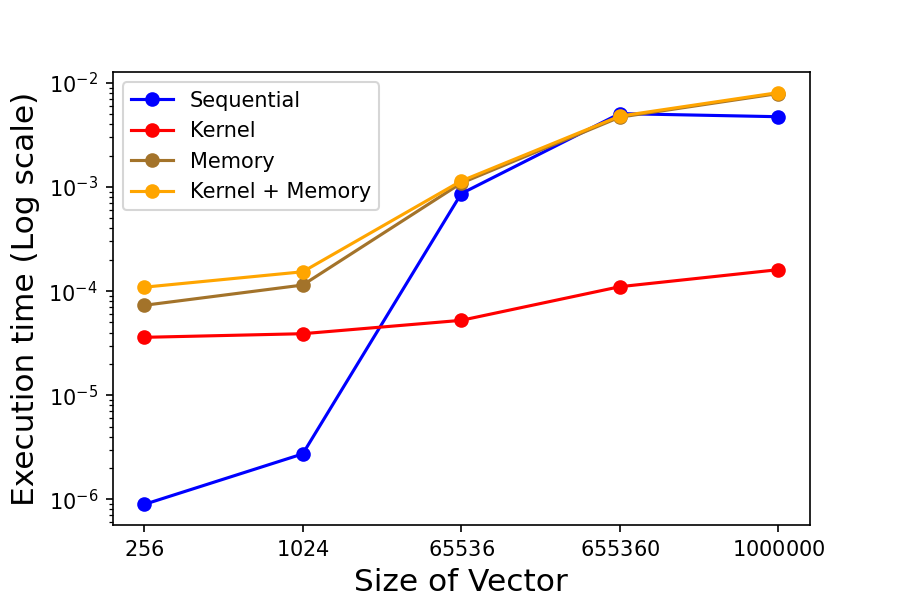 Execution time (Log scale)
10⁻²
10⁻³
10⁻⁴
10⁻⁵
10⁻⁶
Sequential
Kernel
Memory
Kernel + Memory
256 1024 65536 655360 1000000
Size of Vector